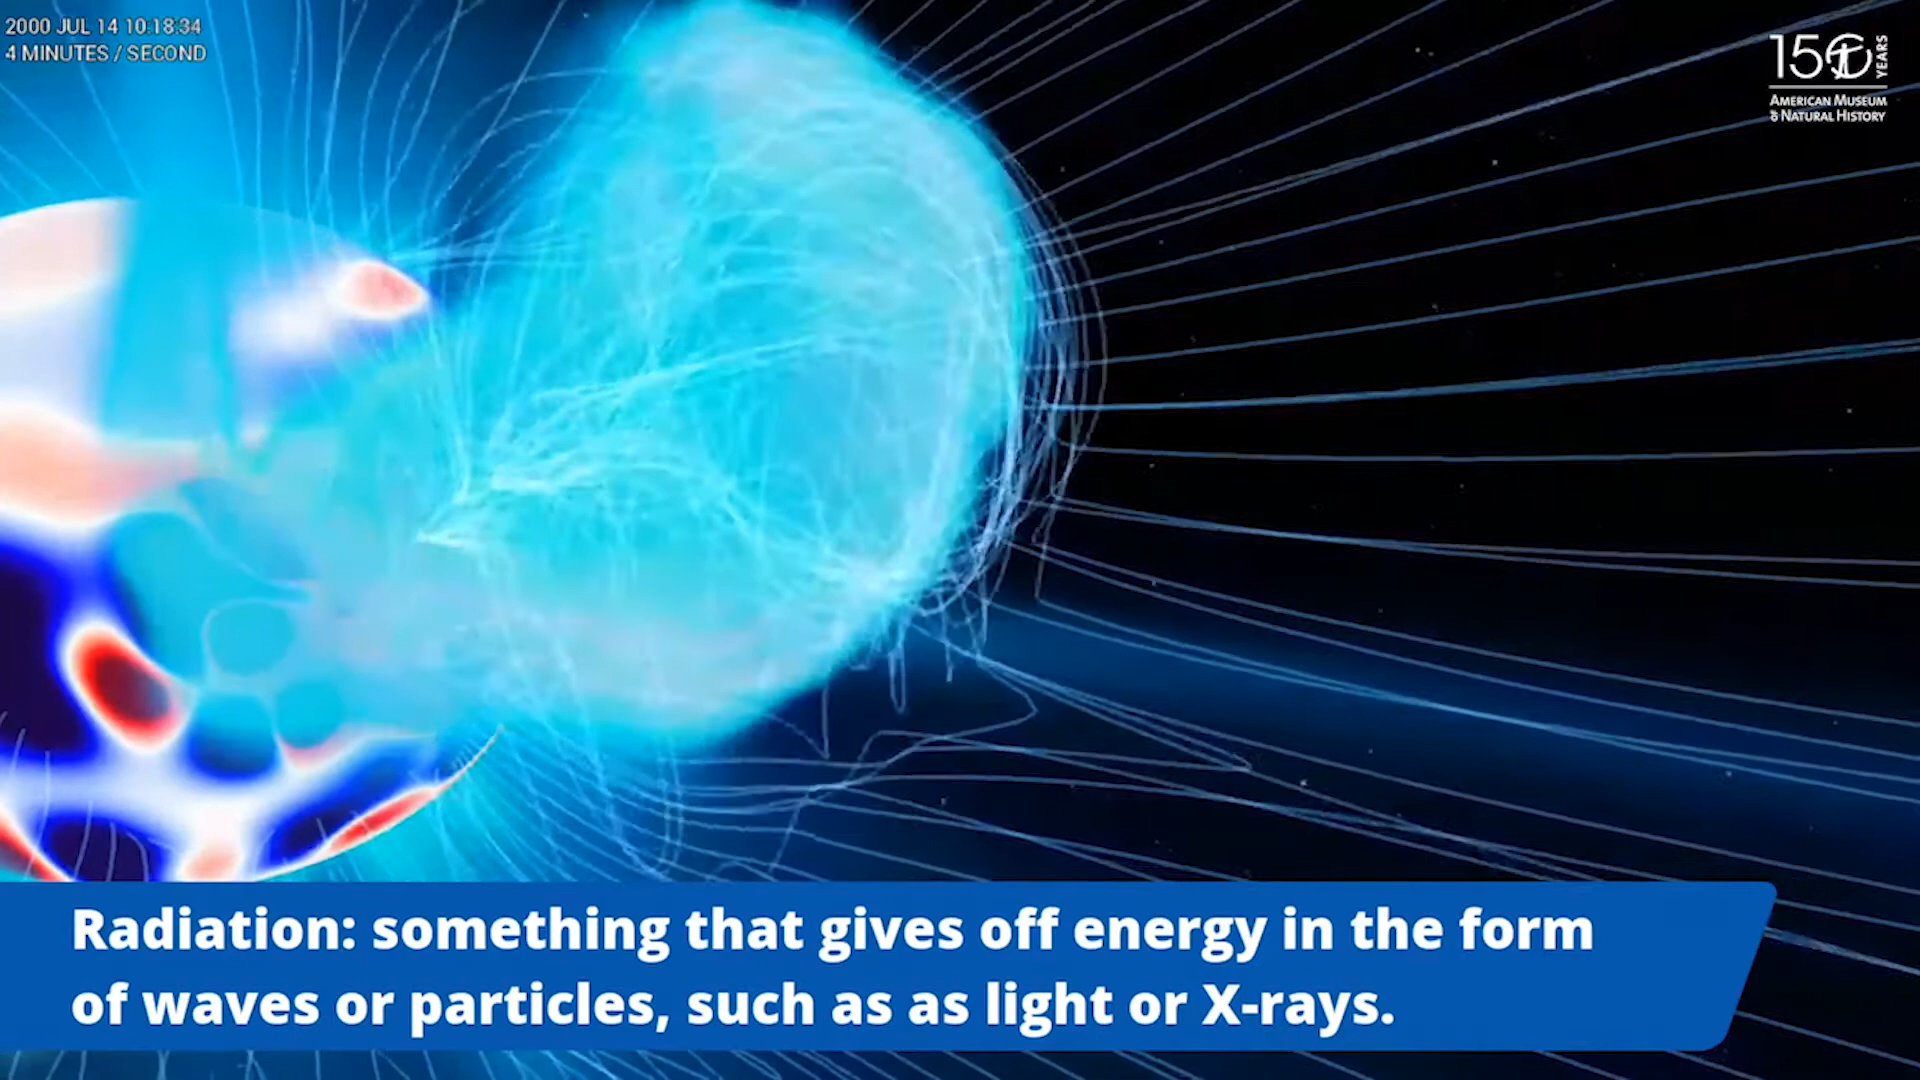 2000 JUL 14 10:18:34
4 MINUTES / SECOND
150 YEARS
AMERICAN MUSEUM
& NATURAL HISTORY
Radiation: something that gives off energy in the form
of waves or particles, such as as light or X-rays.